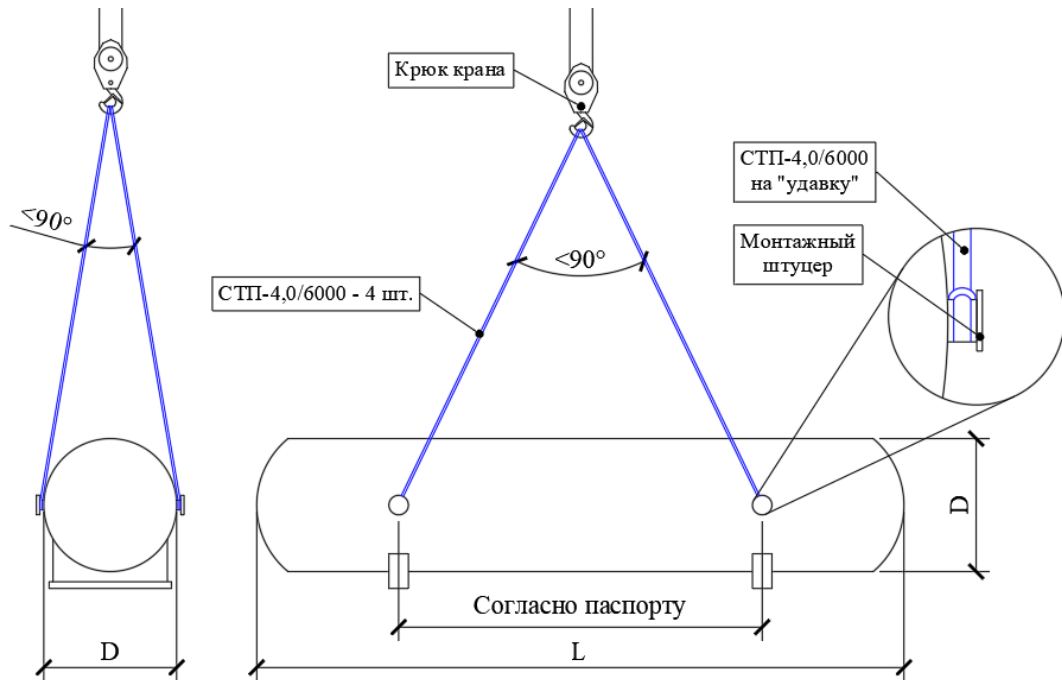 Крюк крана
СТП-4,0/6000
на "удавку"
Монтажный
штуцер
<90°
<90°
СТП-4,0/6000 - 4 шт.
D
Согласно паспорту
D
L